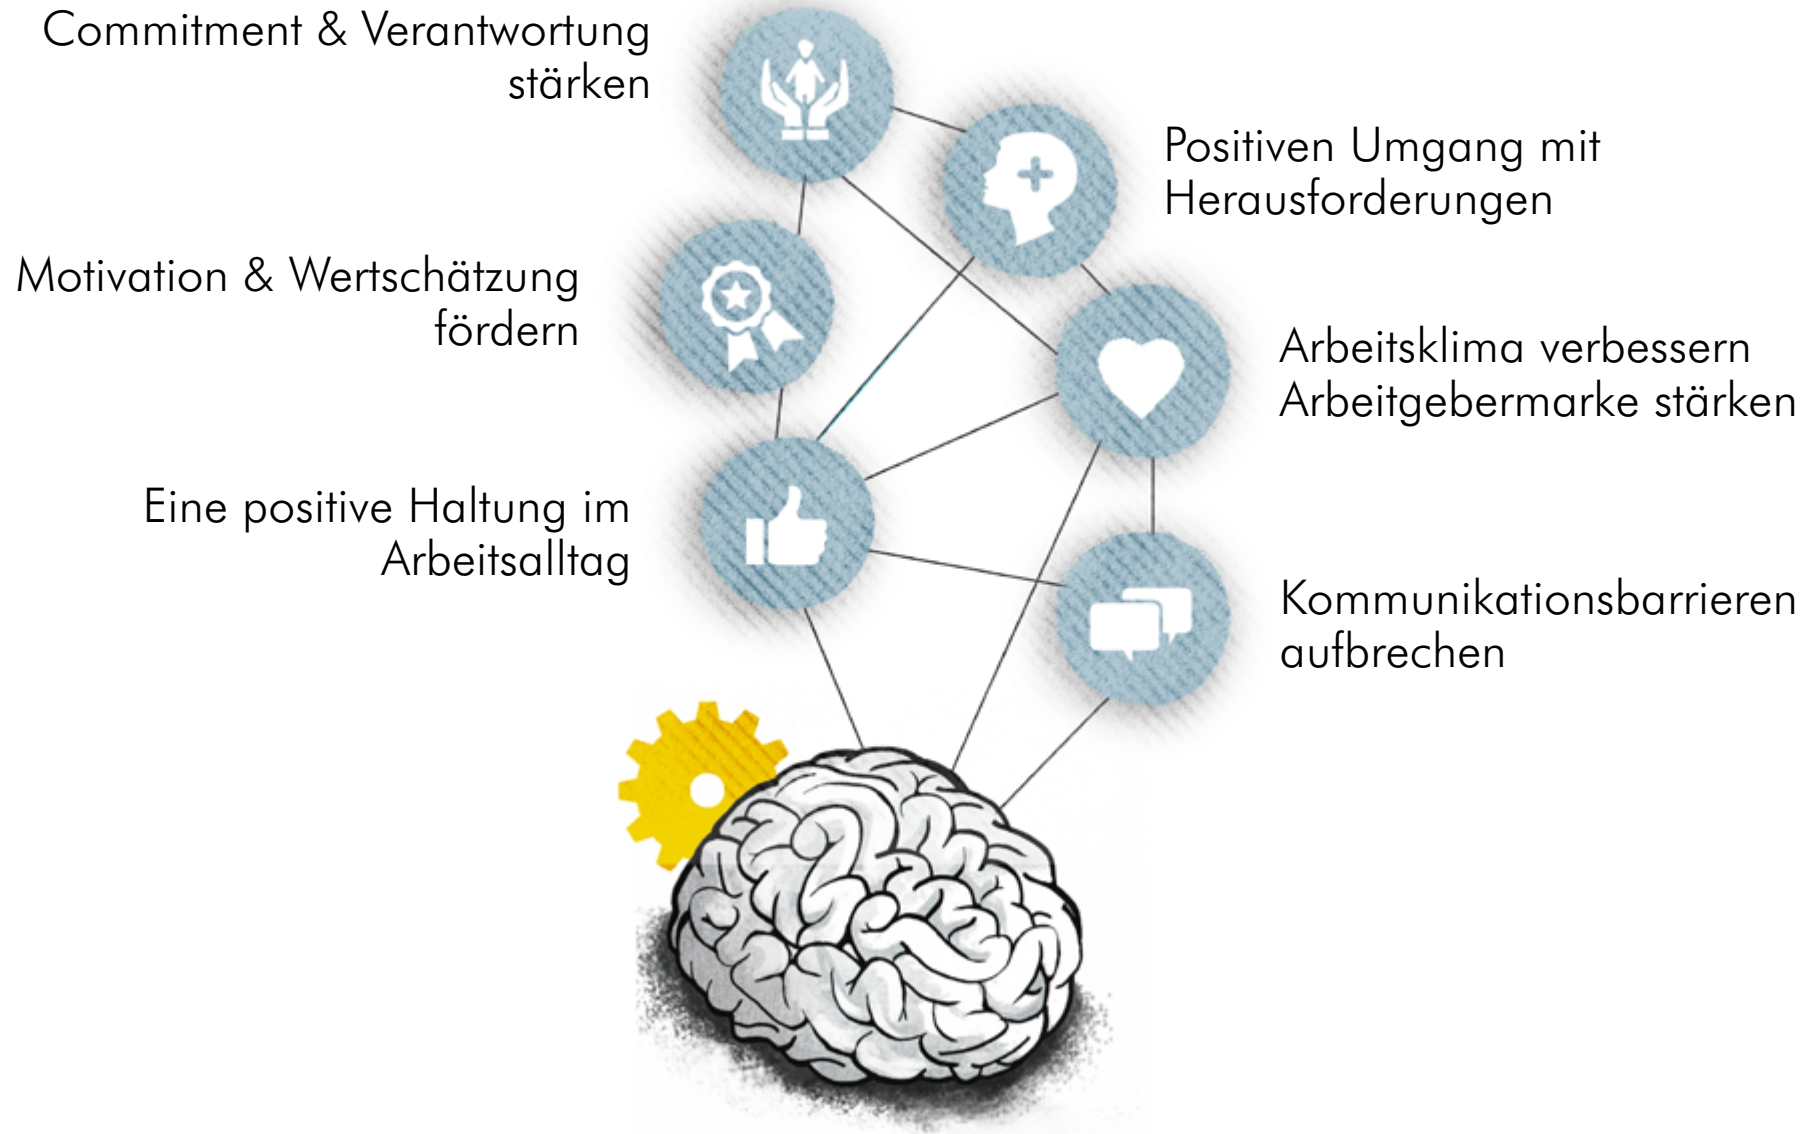 Commitment & Verantwortung
stärken
Positiven Umgang mit
Herausforderungen
Motivation & Wertschätzung
fördern
Arbeitsklima verbessern
Arbeitgebermarke stärken
Eine positive Haltung im
Arbeitsalltag
Kommunikationsbarrieren
aufbrechen